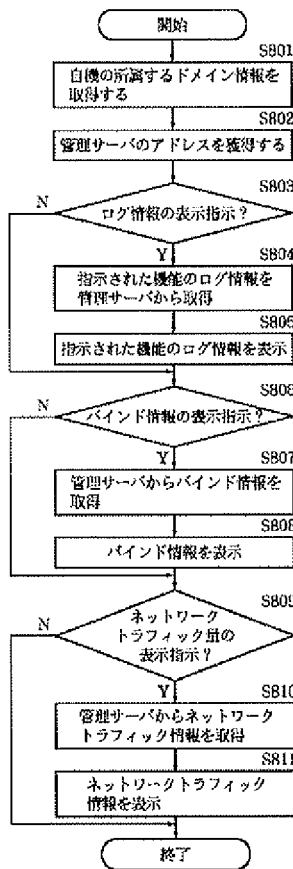 開始
S801
自機の所属するドメイン情報を
取得する
S802
管理サーバのアドレスを獲得する
S803
N
ログ情報の表示指示?
Y
S804
指示された機能のログ情報を
管理サーバから取得
S805
指示された機能のログ情報を表示
S806
N
バインド情報の表示指示?
Y
S807
管理サーバからバインド情報を
取得
S808
バインド情報を表示
S809
N
ネットワーク
トラフィック量の
表示指示?
Y
S810
管理サーバからネットワーク
トラフィック情報を取得
S811
ネットワークトラフィック
情報を表示
終了